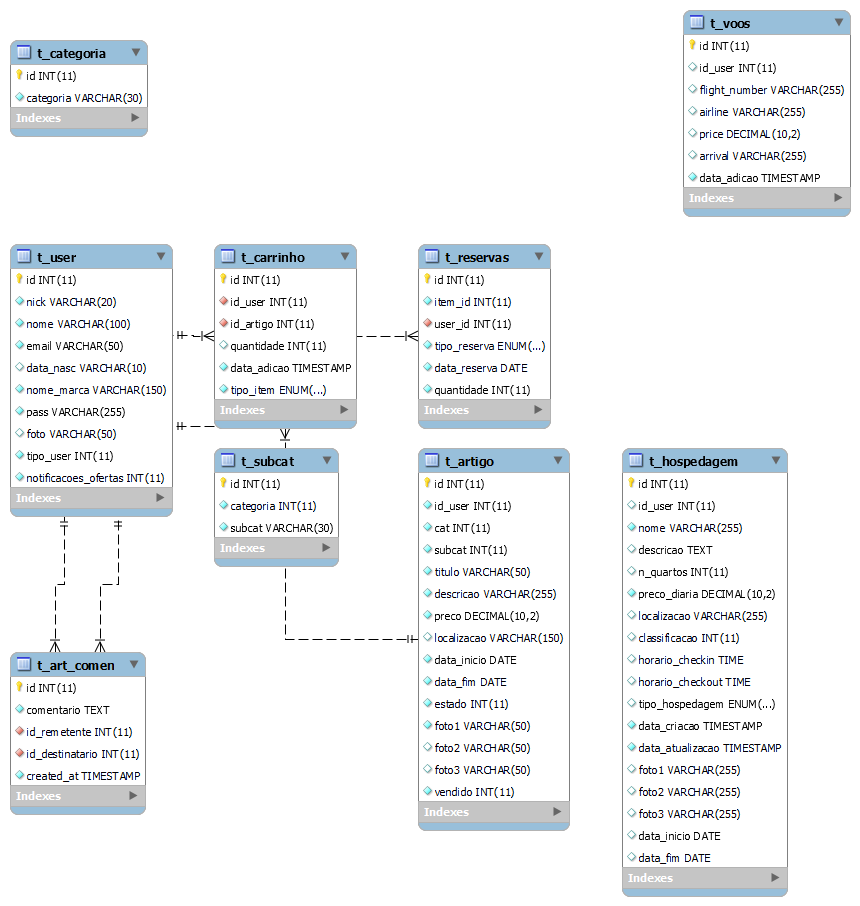 t_categoria
id INT(11)
categoria VARCHAR(30)
Indexes
t_voos
id INT(11)
id_user INT(11)
flight_number VARCHAR(255)
airline VARCHAR(255)
price DECIMAL(10,2)
arrival VARCHAR(255)
data_adicao TIMESTAMP
Indexes
t_user
id INT(11)
nick VARCHAR(20)
nome VARCHAR(100)
email VARCHAR(50)
data_nasc VARCHAR(10)
nome_marca VARCHAR(150)
pass VARCHAR(255)
foto VARCHAR(50)
tipo_user INT(11)
notificacoes_ofertas INT(11)
Indexes
t_carrinho
id INT(11)
id_user INT(11)
id_artigo INT(11)
quantidade INT(11)
data_adicao TIMESTAMP
tipo_item ENUM(...)
Indexes
t_reservas
id INT(11)
item_id INT(11)
user_id INT(11)
tipo_reserva ENUM(...)
data_reserva DATE
quantidade INT(11)
Indexes
t_subcat
id INT(11)
categoria INT(11)
subcat VARCHAR(30)
Indexes
t_artigo
id INT(11)
id_user INT(11)
cat INT(11)
subcat INT(11)
titulo VARCHAR(50)
descricao VARCHAR(255)
preco DECIMAL(10,2)
localizacao VARCHAR(150)
data_inicio DATE
data_fim DATE
estado INT(11)
foto1 VARCHAR(50)
foto2 VARCHAR(50)
foto3 VARCHAR(50)
vendido INT(11)
Indexes
t_hospedagem
id INT(11)
id_user INT(11)
nome VARCHAR(255)
descricao TEXT
n_quartos INT(11)
preco_diaria DECIMAL(10,2)
localizacao VARCHAR(255)
classificacao INT(11)
horario_checkin TIME
horario_checkout TIME
tipo_hospedagem ENUM(...)
data_criacao TIMESTAMP
data_atualizacao TIMESTAMP
foto1 VARCHAR(255)
foto2 VARCHAR(255)
foto3 VARCHAR(255)
data_inicio DATE
data_fim DATE
Indexes
t_art_comen
id INT(11)
comentario TEXT
id_remetente INT(11)
id_destinatario INT(11)
created_at TIMESTAMP
Indexes